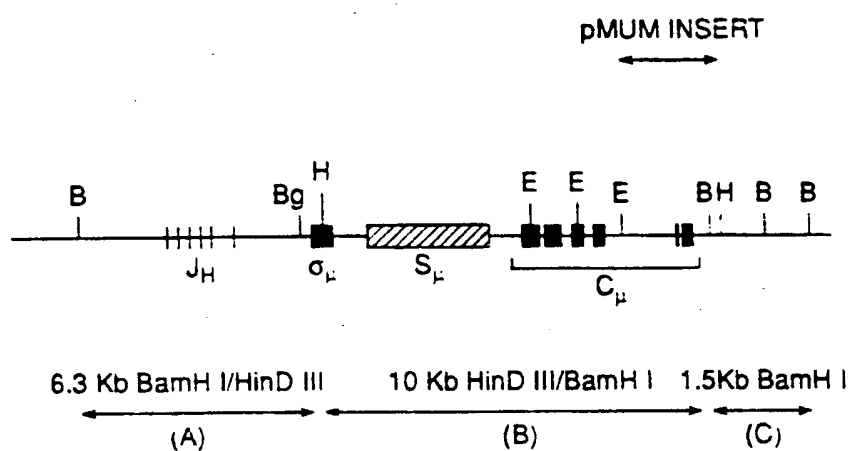 pMUM INSERT
B Bg H E E E B H B B
J_H σ_μ S_μ C_μ
6.3 Kb BamH I/HinD III 10 Kb HinD III/BamH I 1.5Kb BamH I
(A) (B) (C)